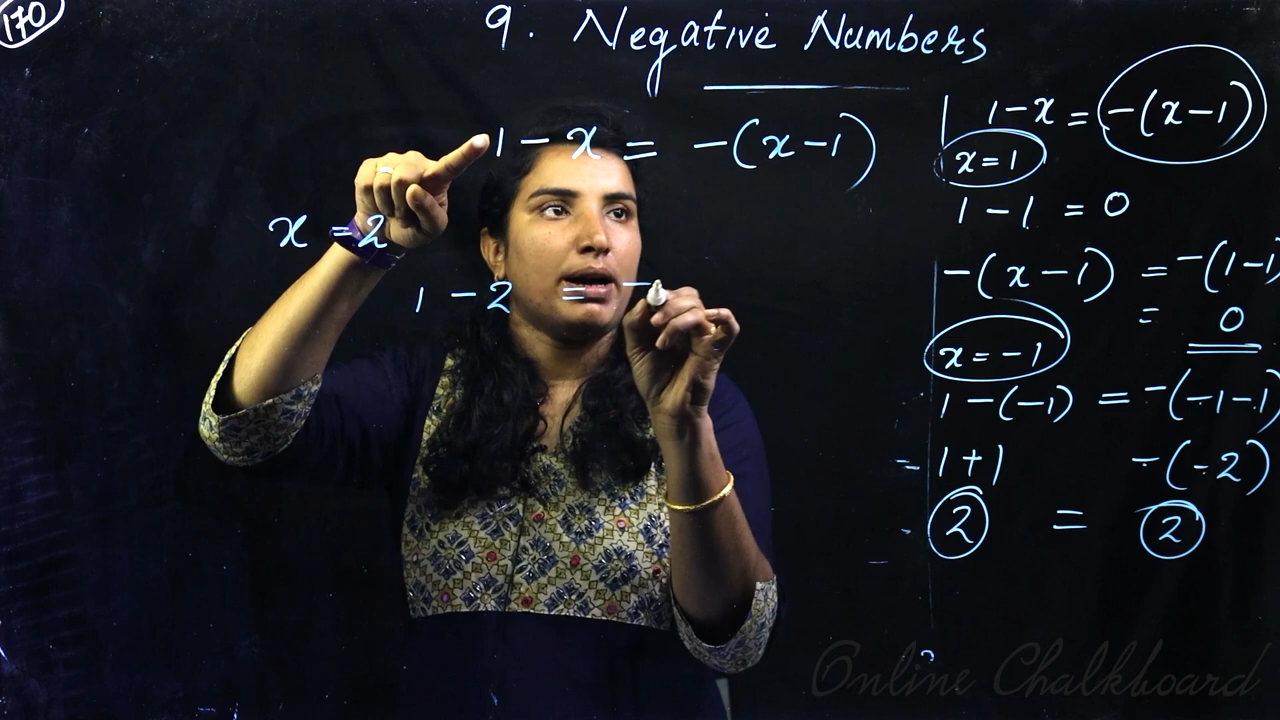 170
9. Negative Numbers
1 - x = -(x - 1)
x = 2
1 - 2 = -
1 - x = -(x - 1)
x = 1
1 - 1 = 0
-(x - 1) = -(1 - 1)
= 0
x = -1
1 - (-1) = -(-1 - 1)
= 1 + 1 -(-2)
2 = 2
Online Chalkboard